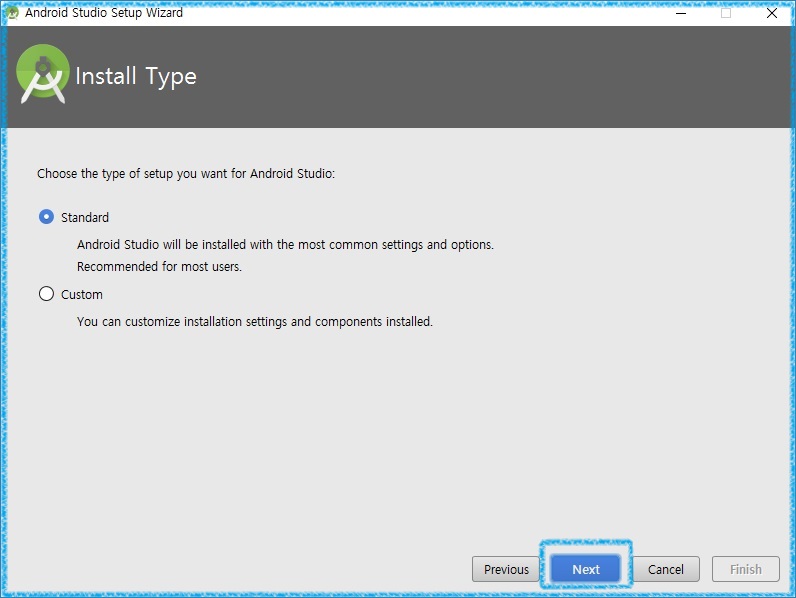 Android Studio Setup Wizard
Install Type
Choose the type of setup you want for Android Studio:
Standard
Android Studio will be installed with the most common settings and options.
Recommended for most users.
Custom
You can customize installation settings and components installed.
Previous Next Cancel Finish